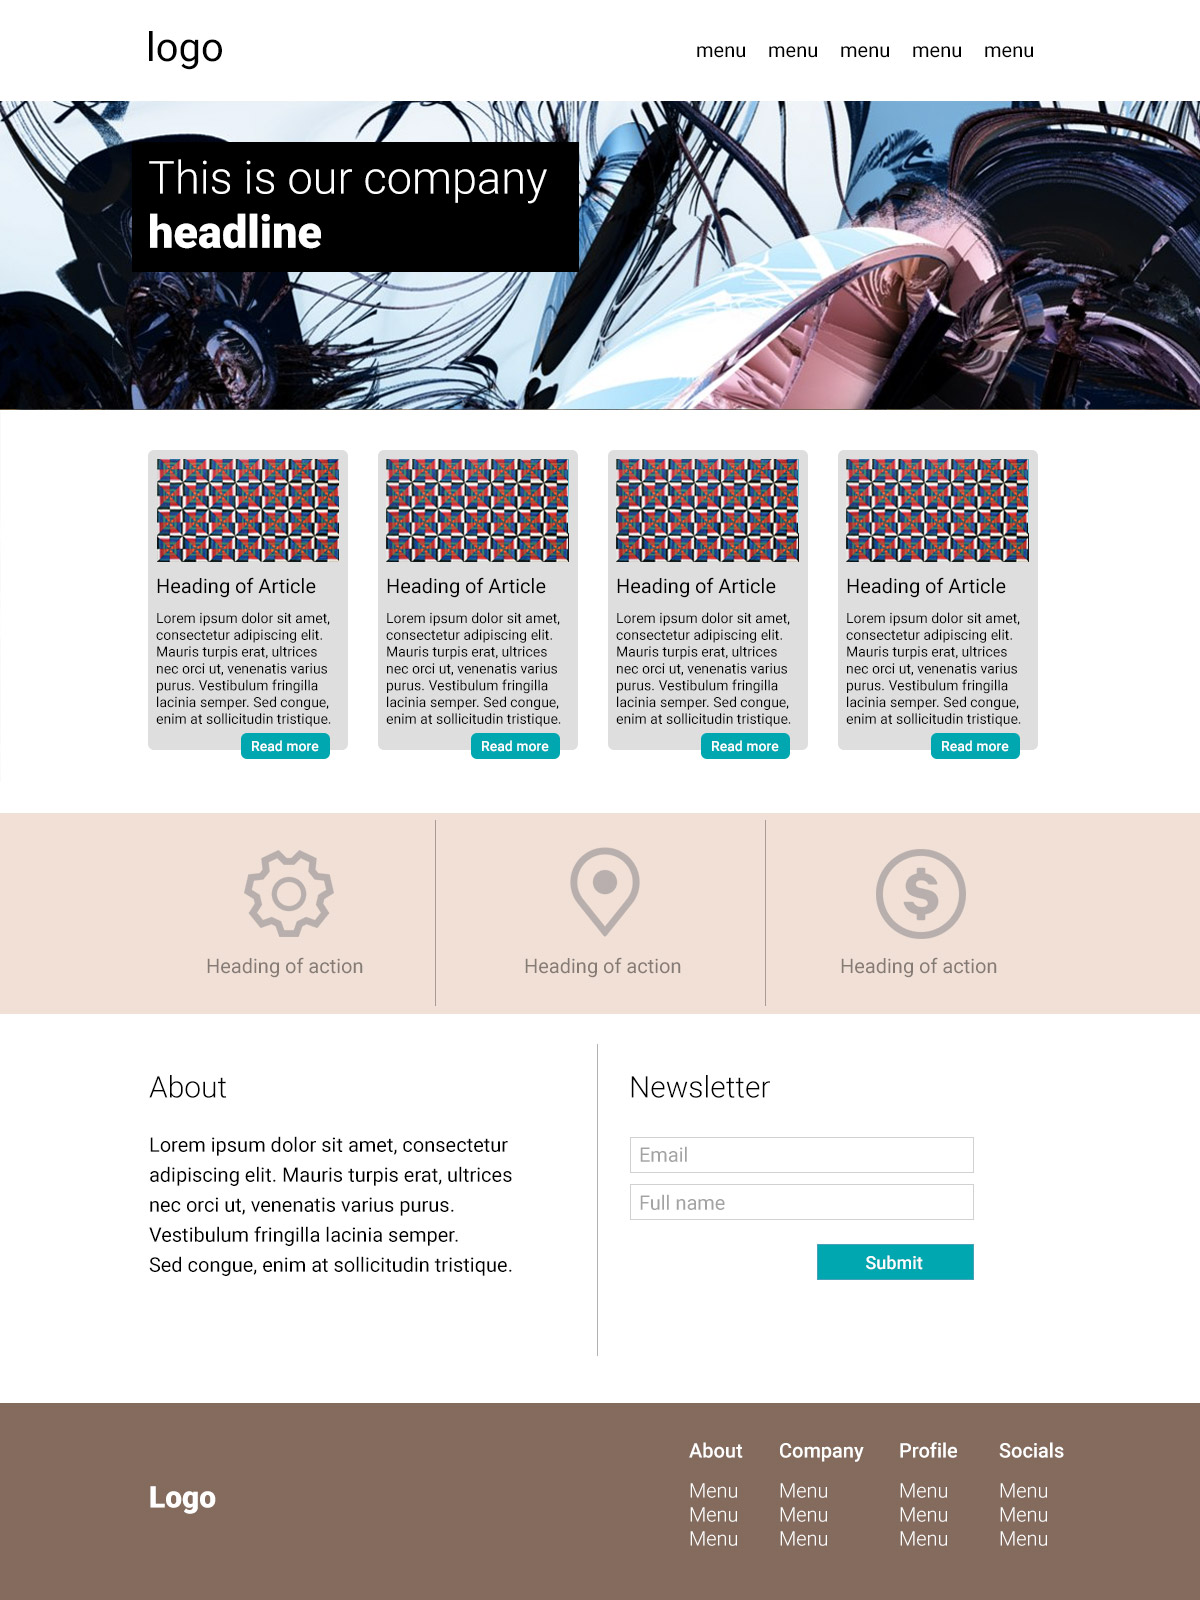 logo
menu menu menu menu menu
This is our company
headline
Heading of Article
Lorem ipsum dolor sit amet,
consectetur adipiscing elit.
Mauris turpis erat, ultrices
nec orci ut, venenatis varius
purus. Vestibulum fringilla
lacinia semper. Sed congue,
enim at sollicitudin tristique.
Read more
Heading of Article
Lorem ipsum dolor sit amet,
consectetur adipiscing elit.
Mauris turpis erat, ultrices
nec orci ut, venenatis varius
purus. Vestibulum fringilla
lacinia semper. Sed congue,
enim at sollicitudin tristique.
Read more
Heading of Article
Lorem ipsum dolor sit amet,
consectetur adipiscing elit.
Mauris turpis erat, ultrices
nec orci ut, venenatis varius
purus. Vestibulum fringilla
lacinia semper. Sed congue,
enim at sollicitudin tristique.
Read more
Heading of Article
Lorem ipsum dolor sit amet,
consectetur adipiscing elit.
Mauris turpis erat, ultrices
nec orci ut, venenatis varius
purus. Vestibulum fringilla
lacinia semper. Sed congue,
enim at sollicitudin tristique.
Read more
$
Heading of action
Heading of action
Heading of action
About
Lorem ipsum dolor sit amet, consectetur
adipiscing elit. Mauris turpis erat, ultrices
nec orci ut, venenatis varius purus.
Vestibulum fringilla lacinia semper.
Sed congue, enim at sollicitudin tristique.
Newsletter
Email
Full name
Submit
Logo
About
Menu
Menu
Menu
Company
Menu
Menu
Menu
Profile
Menu
Menu
Menu
Socials
Menu
Menu
Menu